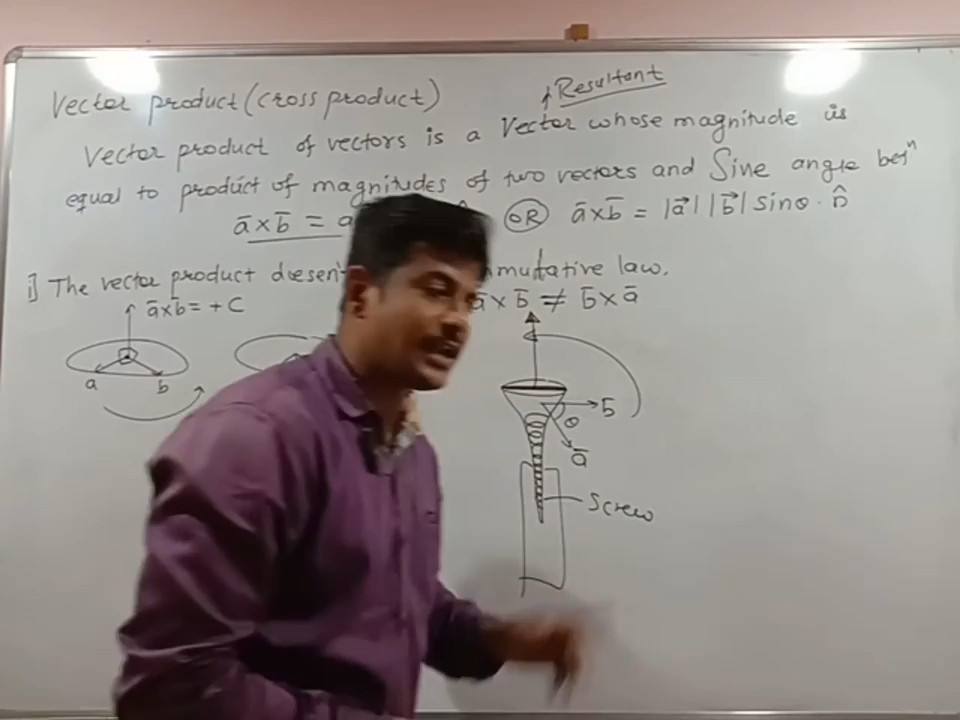 Vector product (cross product)
Resultant
Vector product of vectors is a Vector whose magnitude is
equal to product of magnitudes of two vectors and Sine angle betⁿ
a̅ × b̅ = a OR a̅ × b̅ = |a⃗| |b⃗| sinθ · n̂
i] The vector product doesn't mutative law.
a̅ × b̅ = + C a̅ × b̅ ≠ b̅ × a̅
a b
b̅
θ
a̅
Screw